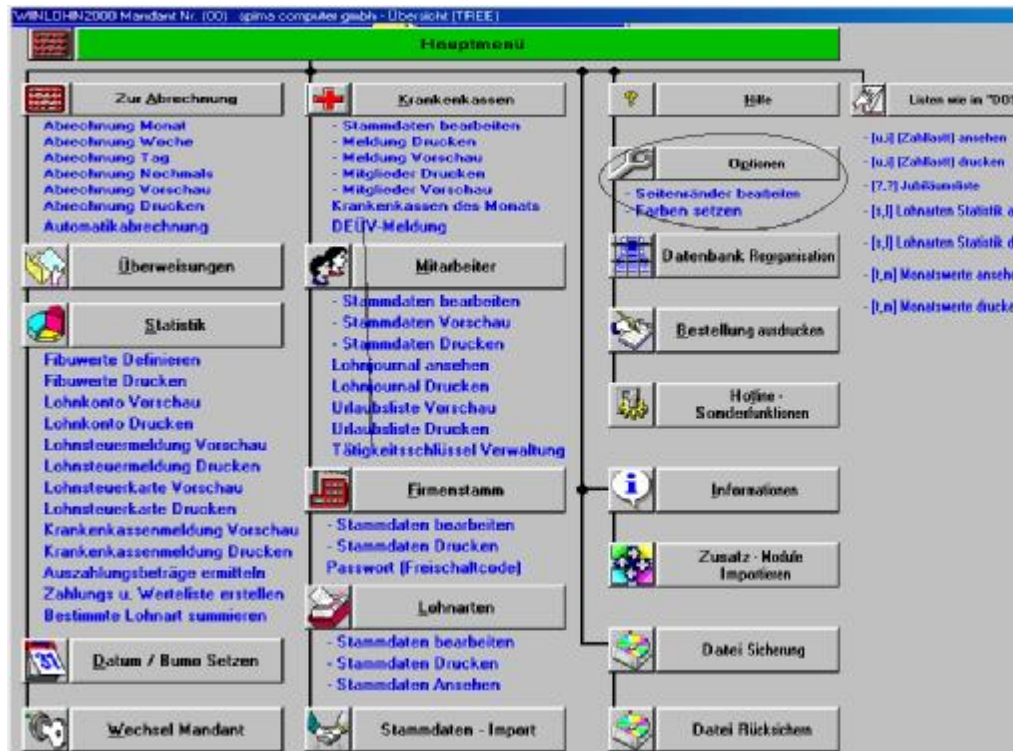 WINLOHN2000 Mandant Nr. (00) spima computer gmbh - Übersicht (TREE)
Hauptmenü
Zur Abrechnung
Abrechnung Monat
Abrechnung Woche
Abrechnung Tag
Abrechnung Nochmals
Abrechnung Vorschau
Abrechnung Drucken
Automatikabrechnung
Überweisungen
Statistik
Fibuwerte Definieren
Fibuwerte Drucken
Lohnkonto Vorschau
Lohnkonto Drucken
Lohnsteuermeldung Vorschau
Lohnsteuermeldung Drucken
Lohnsteuerkarte Vorschau
Lohnsteuerkarte Drucken
Krankenkassenmeldung Vorschau
Krankenkassenmeldung Drucken
Auszahlungsbeträge ermitteln
Zahlungs u. Werteliste erstellen
Bestimmte Lohnart summieren
Datum / Bumo Setzen
Wechsel Mandant
Krankenkassen
- Stammdaten bearbeiten
- Meldung Drucken
- Meldung Vorschau
- Mitglieder Drucken
- Mitglieder Vorschau
Krankenkassen des Monats
DEÜV-Meldung
Mitarbeiter
- Stammdaten bearbeiten
- Stammdaten Vorschau
- Stammdaten Drucken
Lohnjournal ansehen
Lohnjournal Drucken
Urlaubsliste Vorschau
Urlaubsliste Drucken
Tätigkeitsschlüssel Verwaltung
Firmenstamm
- Stammdaten bearbeiten
- Stammdaten Drucken
Passwort (Freischaltcode)
Lohnarten
- Stammdaten bearbeiten
- Stammdaten Drucken
- Stammdaten Ansehen
Stammdaten - Import
Hilfe
Optionen
- Seitenränder bearbeiten
- Farben setzen
Datenbank Reorganisation
Bestellung ausdrucken
Hotline -
Sonderfunktionen
Informationen
Zusatz - Module
Importieren
Datei Sicherung
Datei Rücksichern
Listen wie in "DOS
- [u,i] (Zahllastt) ansehen
- [u,i] (Zahllastt) drucken
- [?,?] Jubiläumsliste
- [s,l] Lohnarten Statistik a
- [s,l] Lohnarten Statistik d
- [t,m] Monatswerte ansehe
- [t,m] Monatswerte drucke